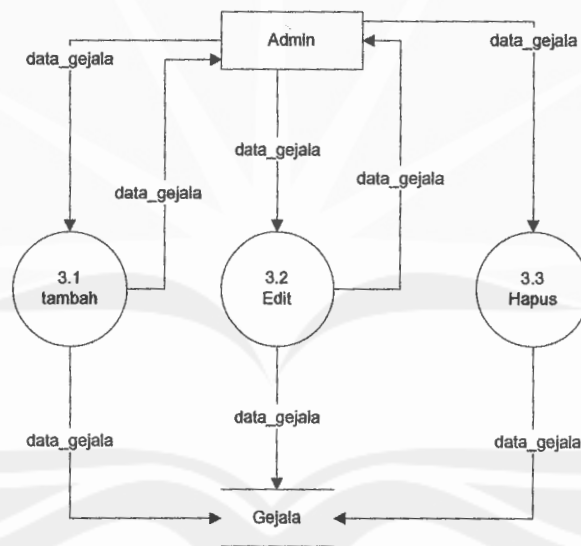 Admin
data_gejala
data_gejala
data_gejala
data_gejala
data_gejala
3.1
tambah
3.2
Edit
3.3
Hapus
data_gejala
data_gejala
data_gejala
Gejala